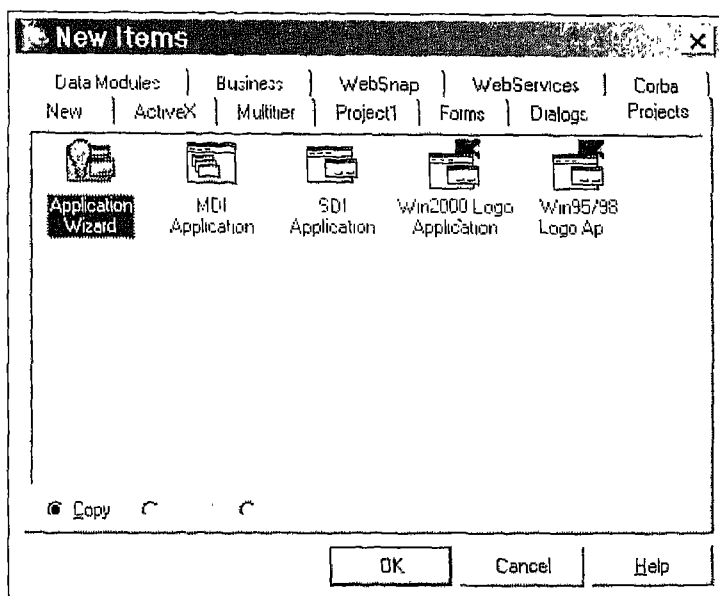 New Items
Data Modules Business WebSnap WebServices Corba
New ActiveX Multitier Project1 Forms Dialogs Projects
Application Wizard
MDI Application
SDI Application
Win2000 Logo Application
Win95/98 Logo Ap
Copy
OK Cancel Help